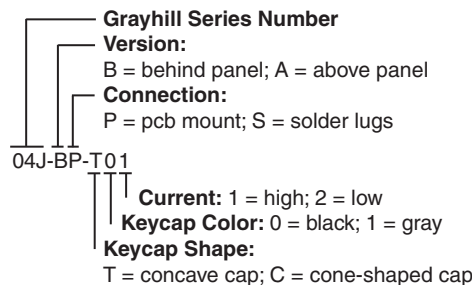 Grayhill Series Number
Version:
B = behind panel; A = above panel
Connection:
P = pcb mount; S = solder lugs
04J-BP-T01
Current: 1 = high; 2 = low
Keycap Color: 0 = black; 1 = gray
Keycap Shape:
T = concave cap; C = cone-shaped cap